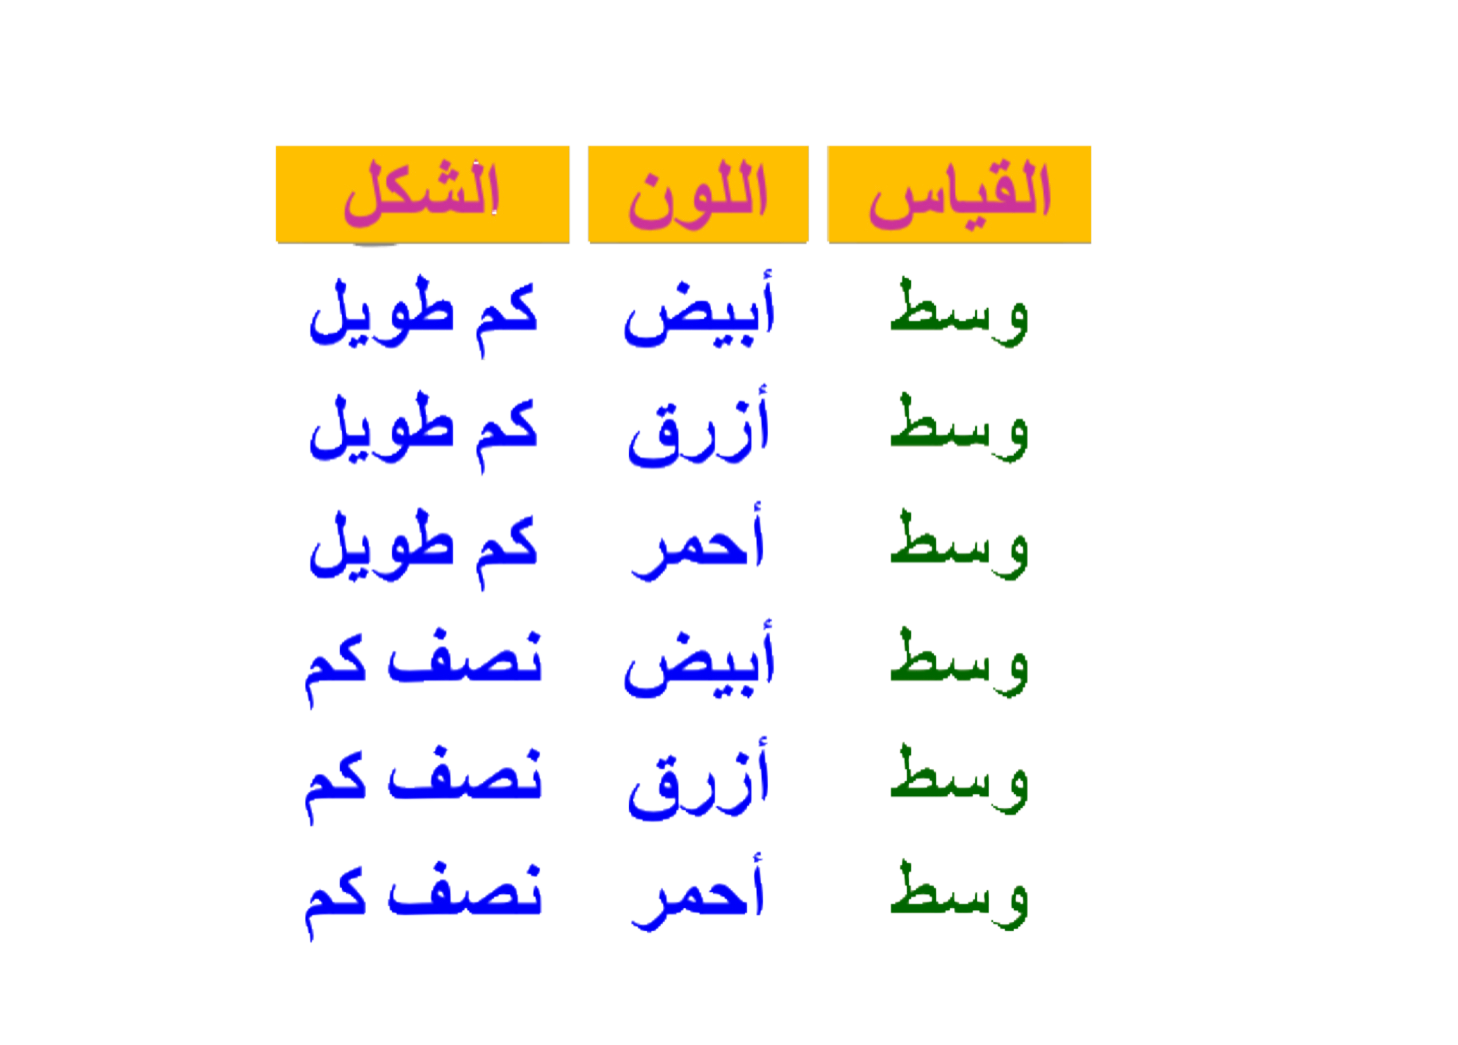 القياس اللون الشكل
وسط أبيض كم طويل
وسط أزرق كم طويل
وسط أحمر كم طويل
وسط أبيض نصف كم
وسط أزرق نصف كم
وسط أحمر نصف كم